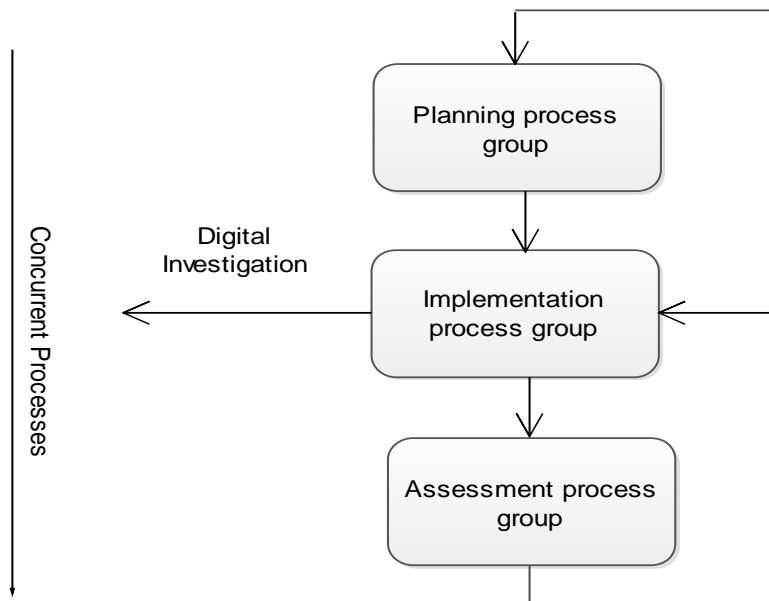 Planning process
group
Digital
Investigation
Implementation
process group
Concurrent Processes
Assessment process
group